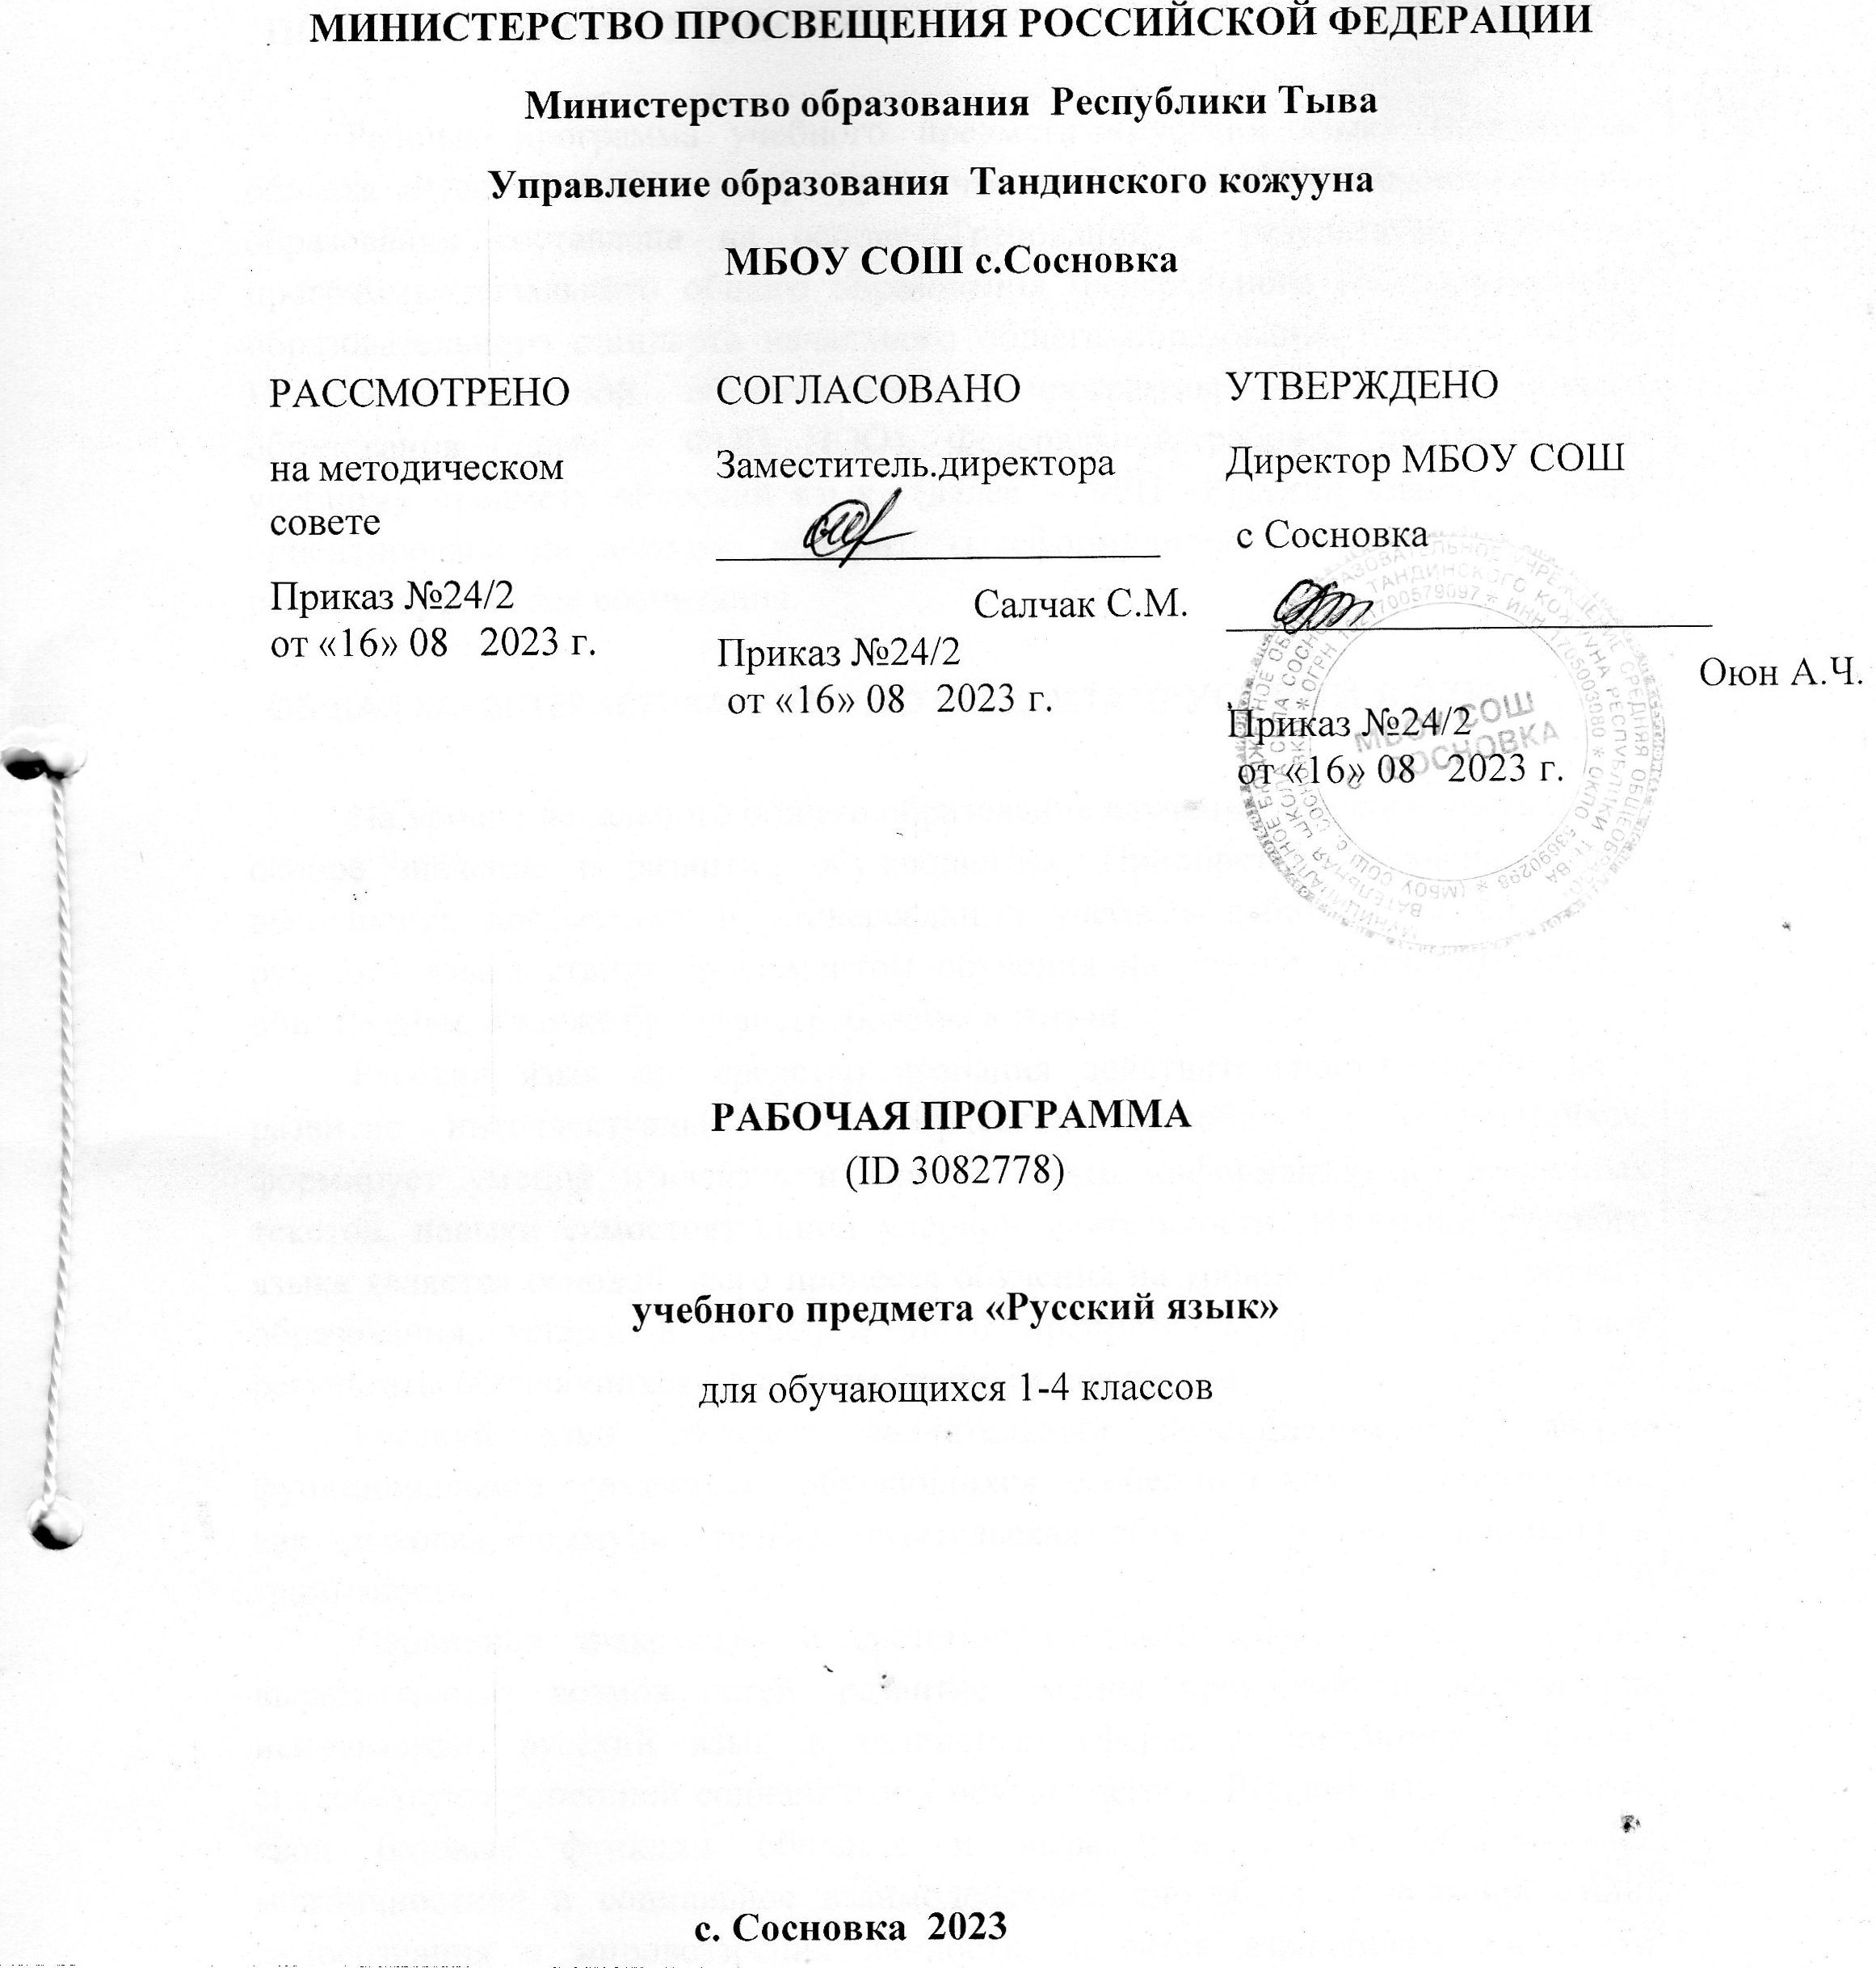 МИНИСТЕРСТВО ПРОСВЕЩЕНИЯ РОССИЙСКОЙ ФЕДЕРАЦИИ
Министерство образования  Республики Тыва
Управление образования  Тандинского кожууна
МБОУ СОШ с.Сосновка
РАССМОТРЕНО
на методическом
совете
Приказ №24/2
от «16» 08   2023 г.
СОГЛАСОВАНО
Заместитель.директора
Салчак С.М.
Приказ №24/2
от «16» 08   2023 г.
УТВЕРЖДЕНО
Директор МБОУ СОШ
с Сосновка
Оюн А.Ч.
Приказ №24/2
от «16» 08   2023 г.
МБОУ СОШ
СОСНОВКА
РАБОЧАЯ ПРОГРАММА
(ID 3082778)
учебного предмета «Русский язык»
для обучающихся 1-4 классов
с. Сосновка  2023